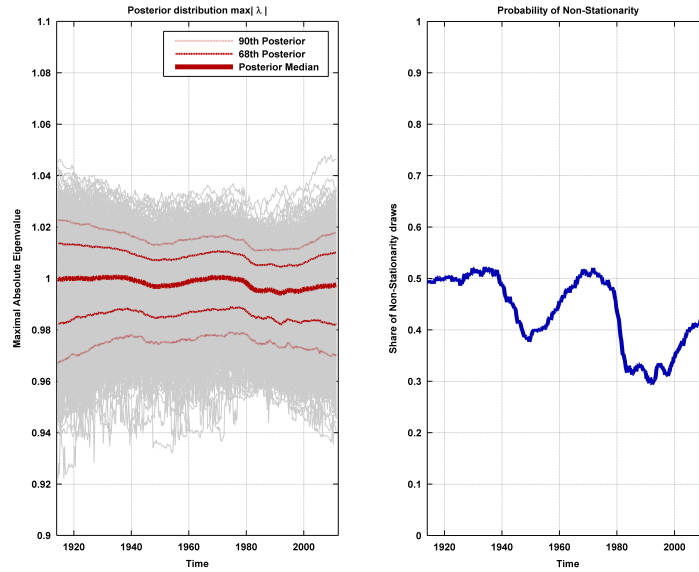 Posterior distribution max| λ |
1.1
1.08
1.06
1.04
1.02
1
0.98
0.96
0.94
0.92
0.9
Maximal Absolute Eigenvalue
90th Posterior
68th Posterior
Posterior Median
1920 1940 1960 1980 2000
Time
Probability of Non-Stationarity
1
0.9
0.8
0.7
0.6
0.5
0.4
0.3
0.2
0.1
0
Share of Non-Stationarity draws
1920 1940 1960 1980 2000
Time